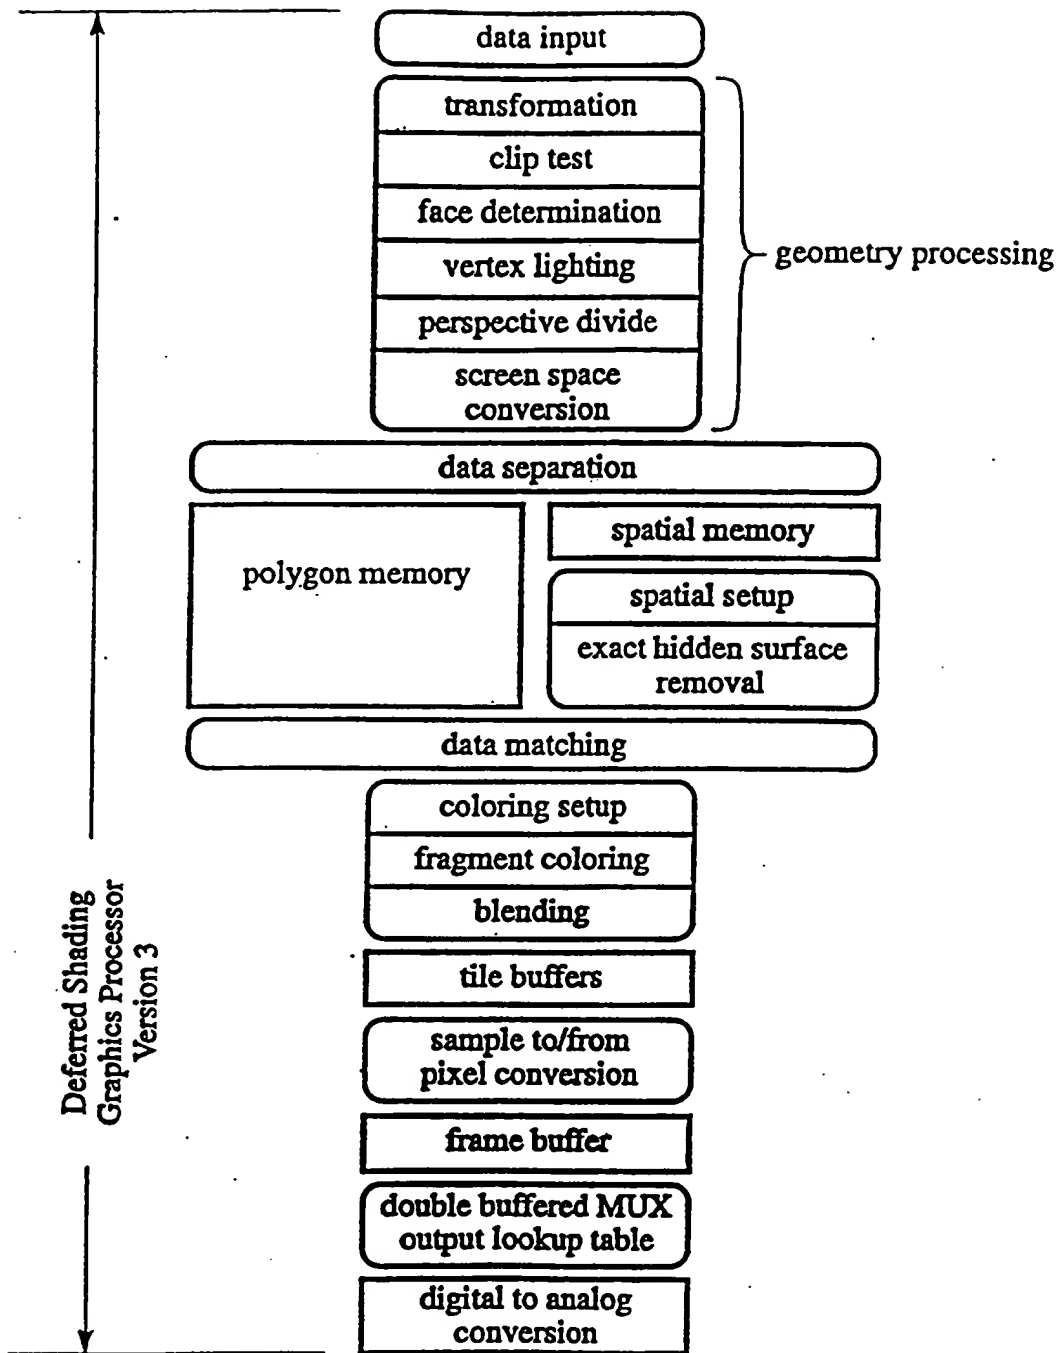 data input
transformation
clip test
face determination
vertex lighting
perspective divide
screen space
conversion
geometry processing
data separation
polygon memory
spatial memory
spatial setup
exact hidden surface
removal
data matching
coloring setup
fragment coloring
blending
tile buffers
sample to/from
pixel conversion
frame buffer
double buffered MUX
output lookup table
digital to analog
conversion
Deferred Shading
Graphics Processor
Version 3